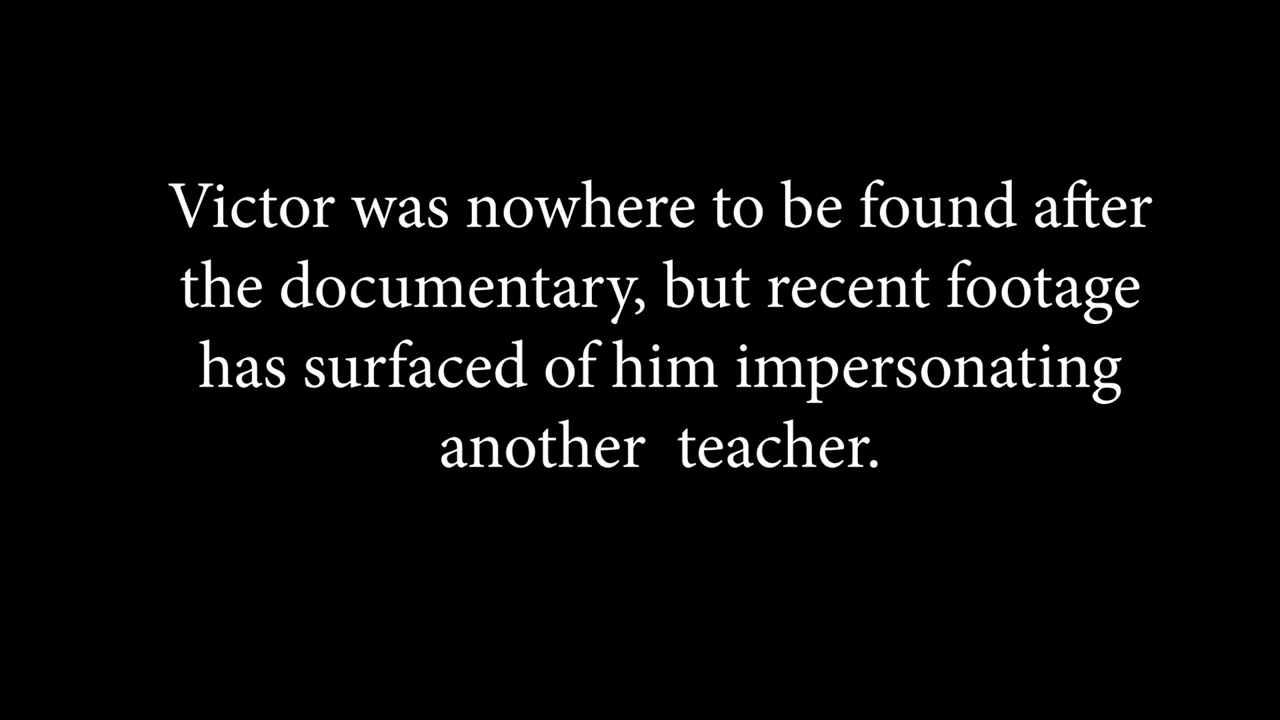 Victor was nowhere to be found after
the documentary, but recent footage
has surfaced of him impersonating
another  teacher.